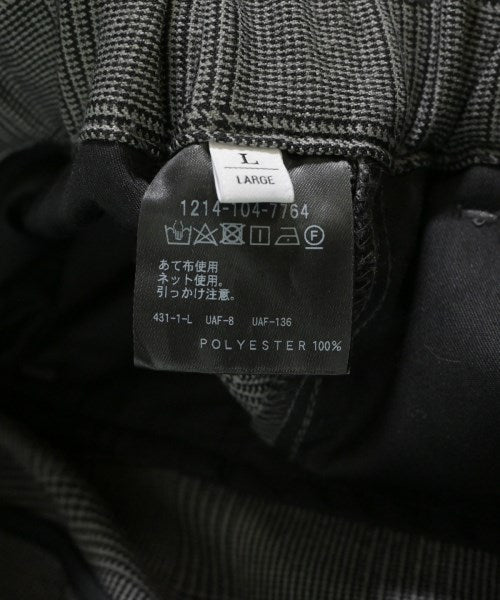 L
LARGE
1214-104-7764
あて布使用
ネット使用。
引っかけ注意。
431-1-L UAF-8 UAF-136
POLYESTER 100%